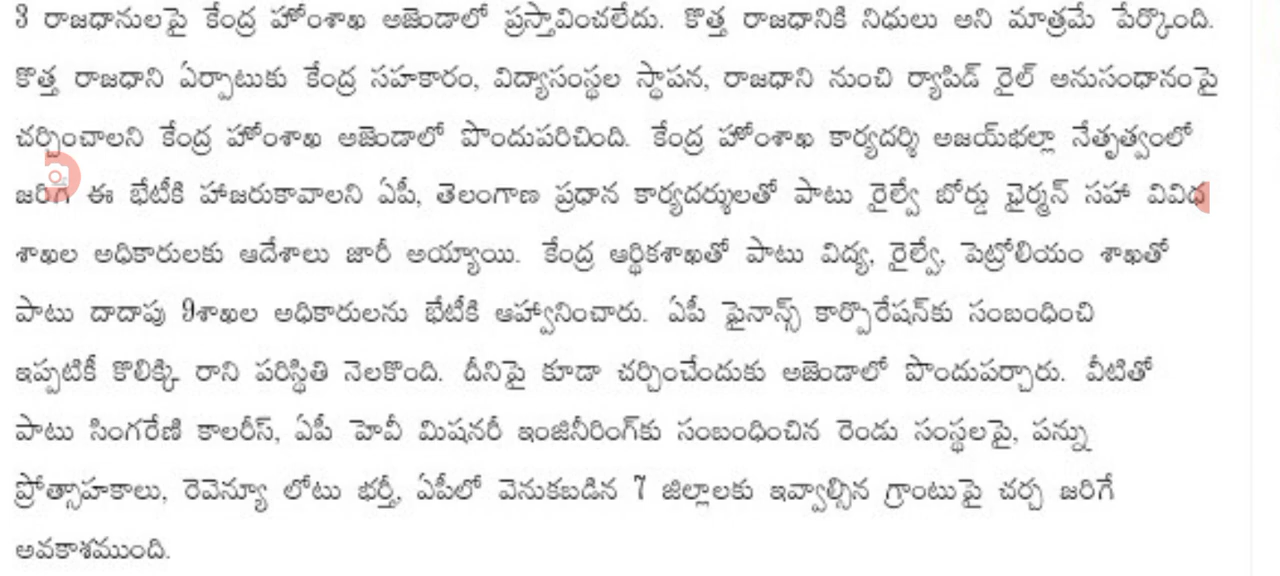 3 రాజధానులపై కేంద్ర హోంశాఖ అజెండాలో ప్రస్తావించలేదు. కొత్త రాజధానికి నిధులు అని మాత్రమే పేర్కొంది.
కొత్త రాజధాని ఏర్పాటుకు కేంద్ర సహకారం, విద్యాసంస్థల స్థాపన, రాజధాని నుంచి ర్యాపిడ్ రైల్ అనుసంధానంపై
చర్చించాలని కేంద్ర హోంశాఖ అజెండాలో పొందుపరిచింది. కేంద్ర హోంశాఖ కార్యదర్శి అజయ్‌భల్లా నేతృత్వంలో
జరిగే ఈ భేటీకి హాజరుకావాలని ఏపీ, తెలంగాణ ప్రధాన కార్యదర్శులతో పాటు రైల్వే బోర్డు ఛైర్మన్ సహా వివిధ
శాఖల అధికారులకు ఆదేశాలు జారీ అయ్యాయి. కేంద్ర ఆర్థికశాఖతో పాటు విద్య, రైల్వే, పెట్రోలియం శాఖతో
పాటు దాదాపు 9శాఖల అధికారులను భేటీకి ఆహ్వానించారు. ఏపీ ఫైనాన్స్ కార్పొరేషన్‌కు సంబంధించి
ఇప్పటికీ కొలిక్కి రాని పరిస్థితి నెలకొంది. దీనిపై కూడా చర్చించేందుకు అజెండాలో పొందుపర్చారు. వీటితో
పాటు సింగరేణి కాలరీస్, ఏపీ హెవీ మిషనరీ ఇంజినీరింగ్‌కు సంబంధించిన రెండు సంస్థలపై, పన్ను
ప్రోత్సాహకాలు, రెవెన్యూ లోటు భర్తీ, ఏపీలో వెనుకబడిన 7 జిల్లాలకు ఇవ్వాల్సిన గ్రాంటుపై చర్చ జరిగే
అవకాశముంది.